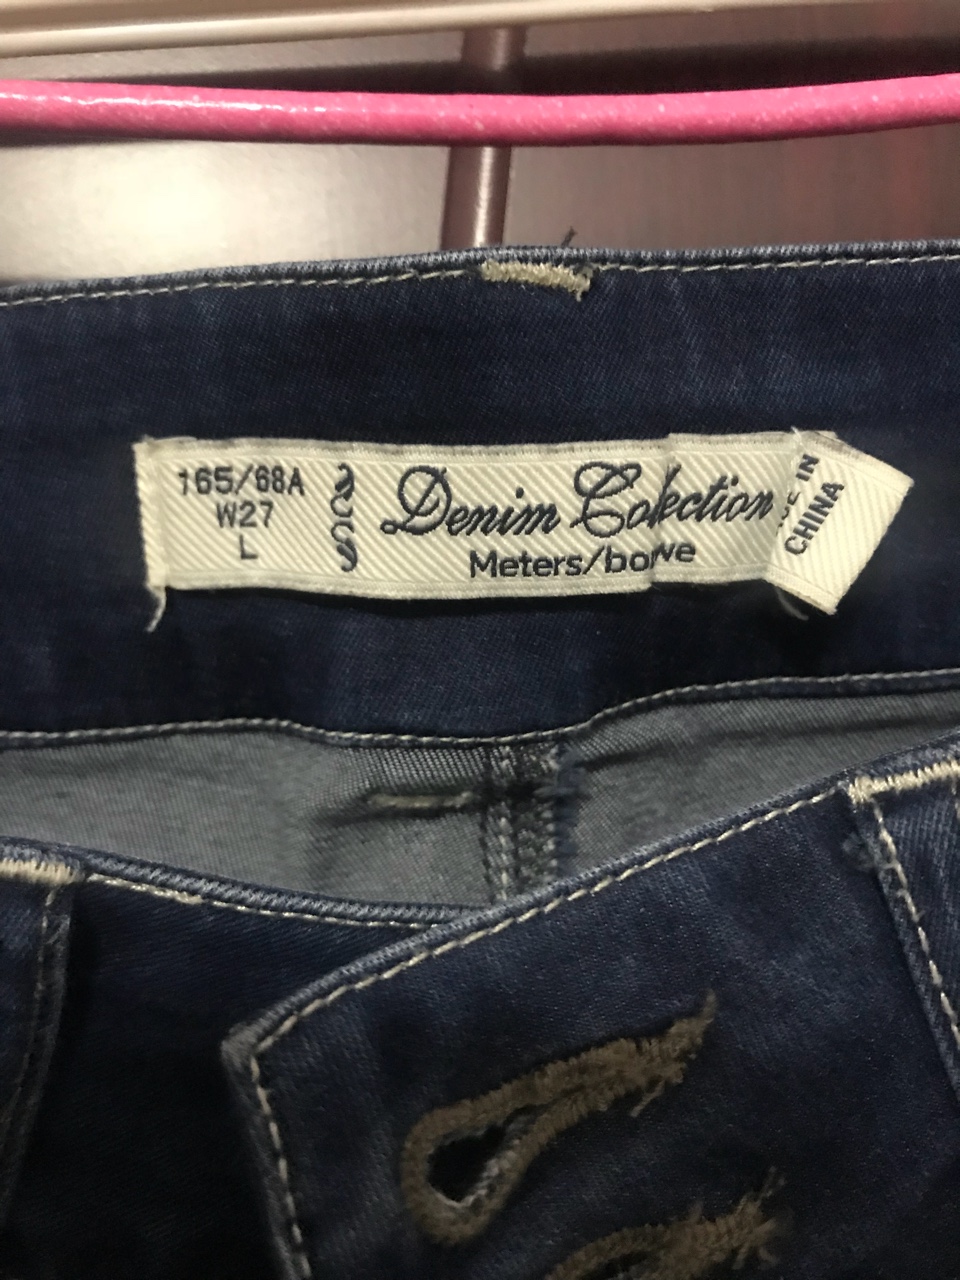 165/68A
W27
L
Denim Colection
Meters/bonwe
IN
CHINA